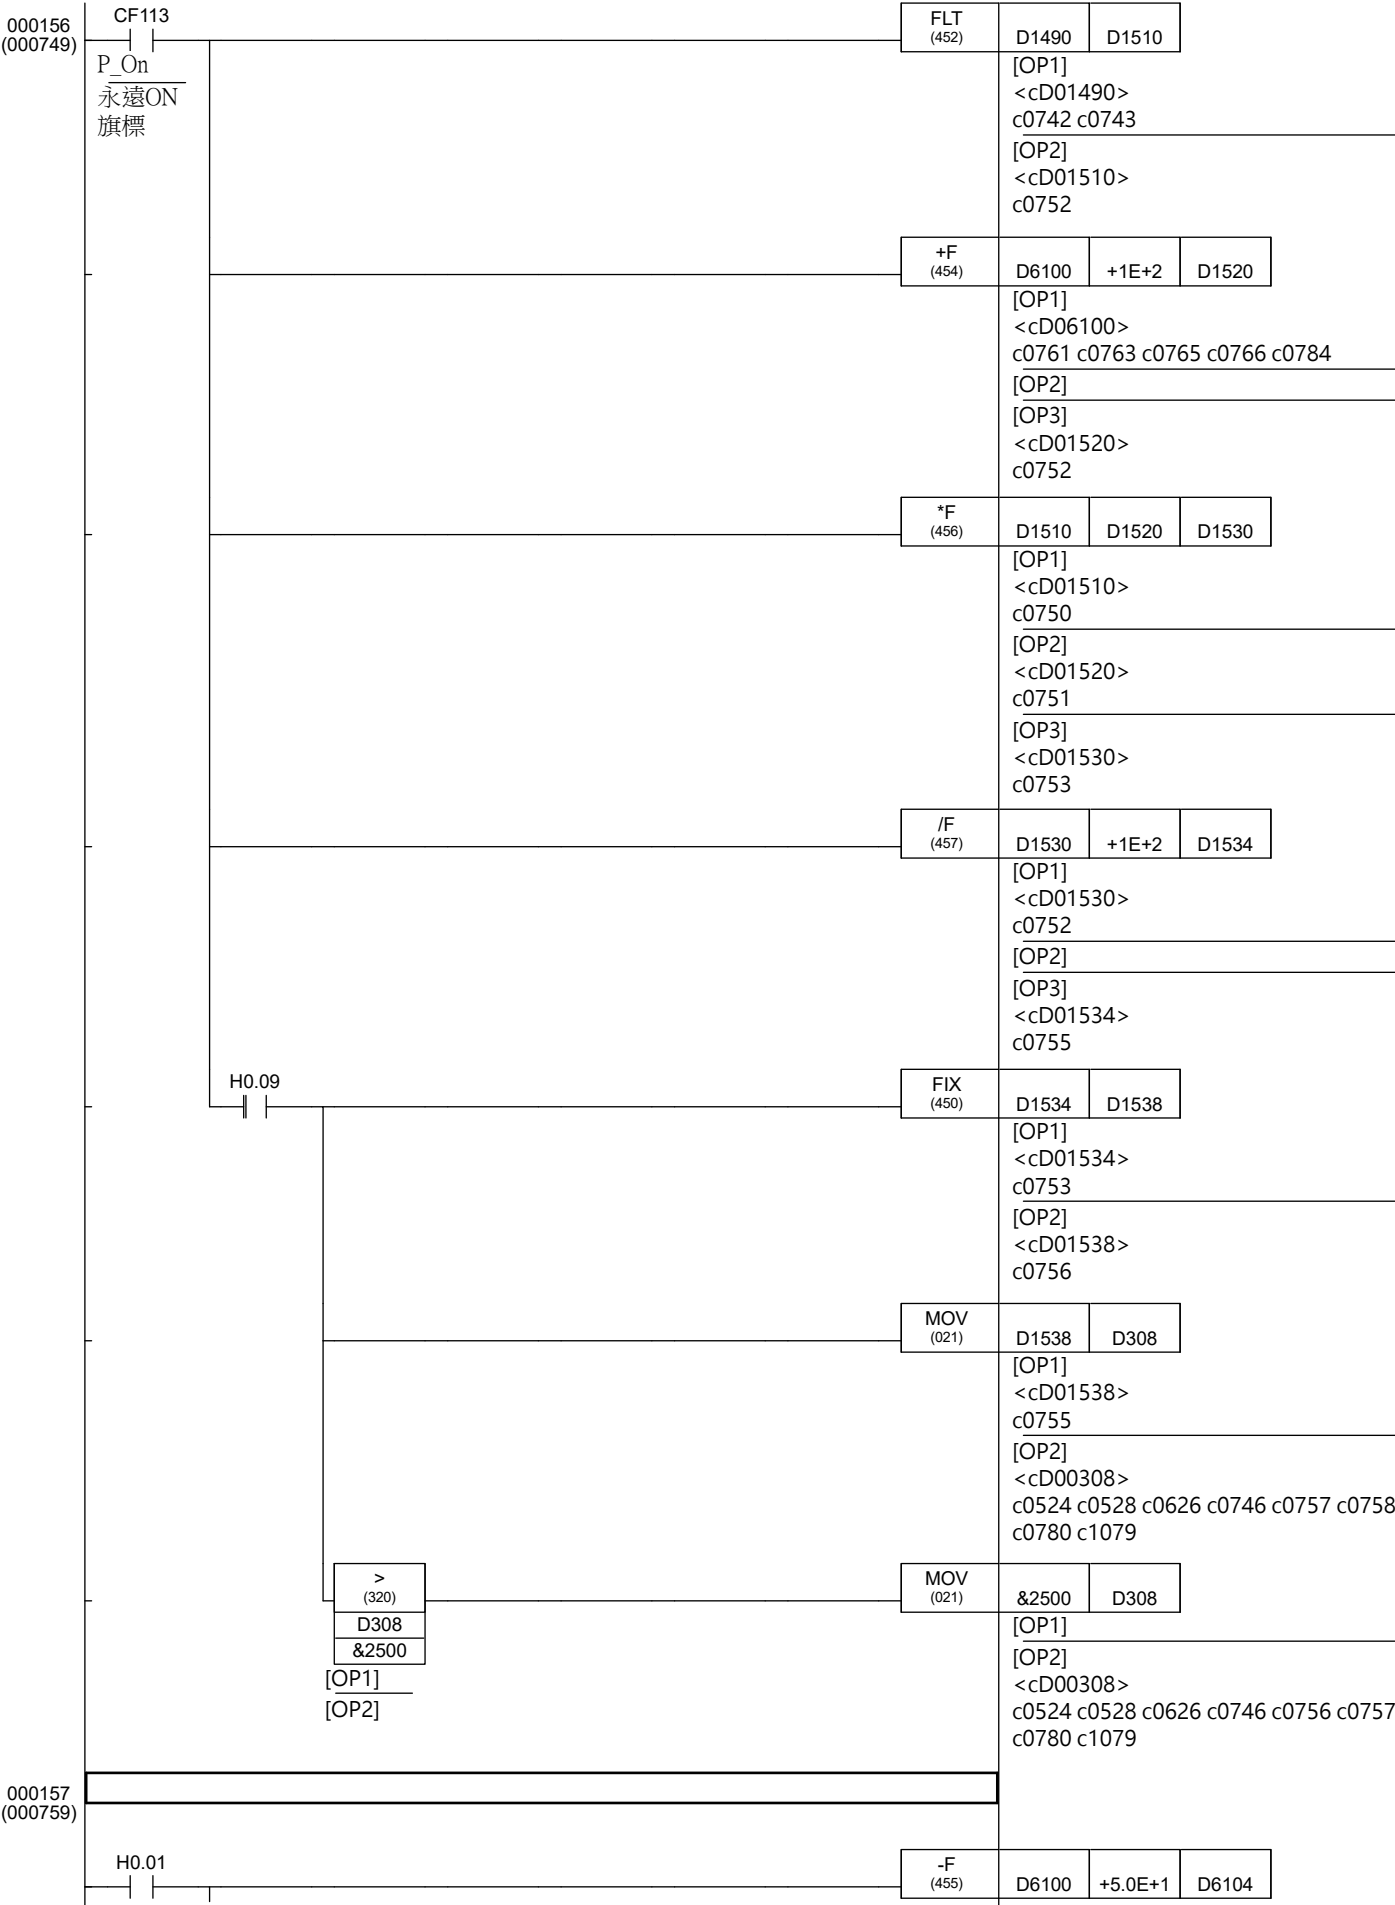 000156
(000749)
CF113
P_On
永遠ON
旗標
FLT
(452)
D1490 D1510
[OP1]
<cD01490>
c0742 c0743
[OP2]
<cD01510>
c0752
+F
(454)
D6100 +1E+2 D1520
[OP1]
<cD06100>
c0761 c0763 c0765 c0766 c0784
[OP2]
[OP3]
<cD01520>
c0752
*F
(456)
D1510 D1520 D1530
[OP1]
<cD01510>
c0750
[OP2]
<cD01520>
c0751
[OP3]
<cD01530>
c0753
/F
(457)
D1530 +1E+2 D1534
[OP1]
<cD01530>
c0752
[OP2]
[OP3]
<cD01534>
c0755
H0.09
FIX
(450)
D1534 D1538
[OP1]
<cD01534>
c0753
[OP2]
<cD01538>
c0756
MOV
(021)
D1538 D308
[OP1]
<cD01538>
c0755
[OP2]
<cD00308>
c0524 c0528 c0626 c0746 c0757 c0758
c0780 c1079
>
(320)
D308
&2500
[OP1]
[OP2]
MOV
(021)
&2500 D308
[OP1]
[OP2]
<cD00308>
c0524 c0528 c0626 c0746 c0756 c0757
c0780 c1079
000157
(000759)
H0.01
-F
(455)
D6100 +5.0E+1 D6104